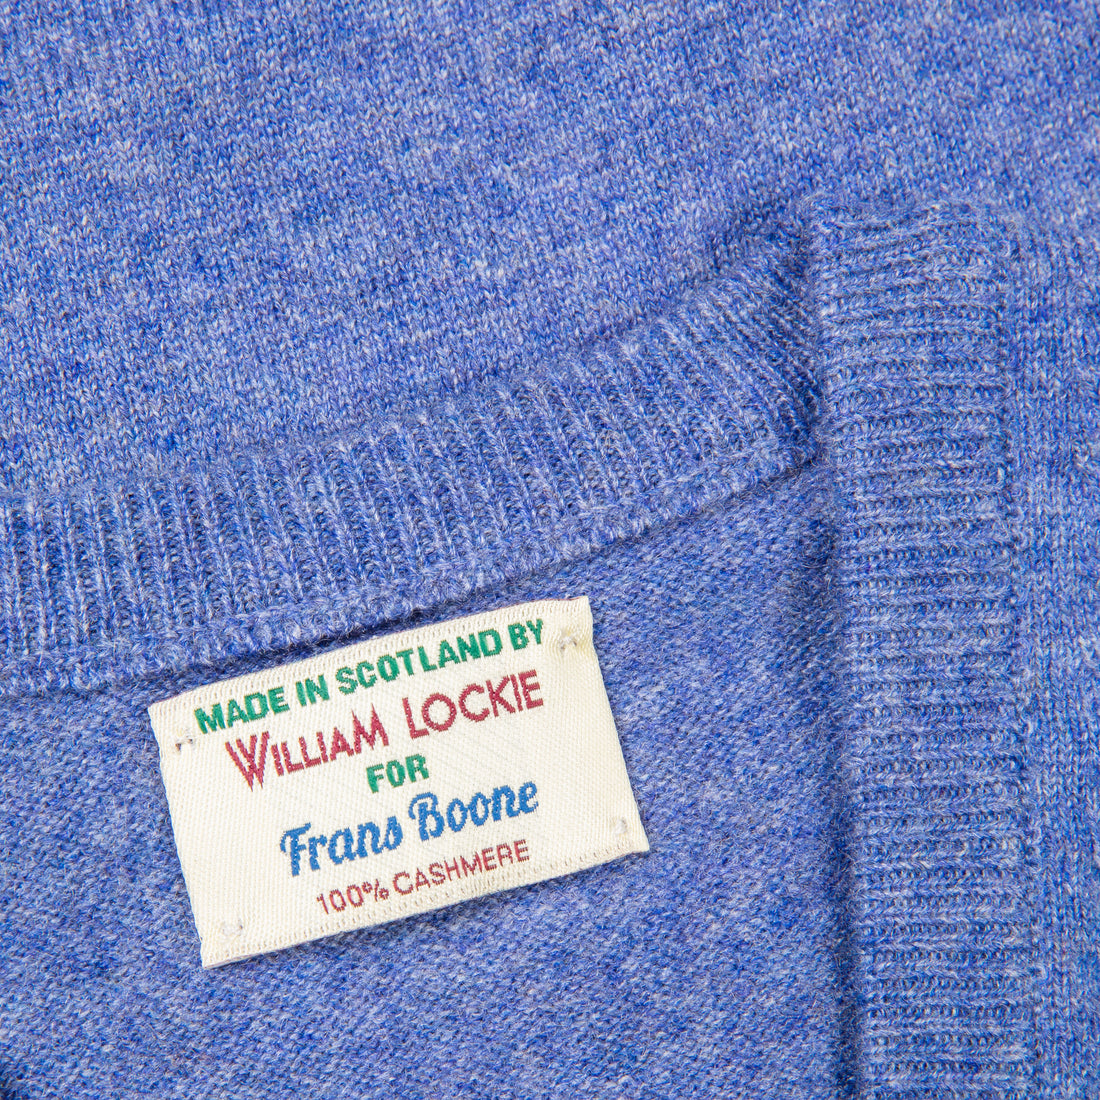 MADE IN SCOTLAND BY
WILLIAM LOCKIE
FOR
Frans Boone
100% CASHMERE